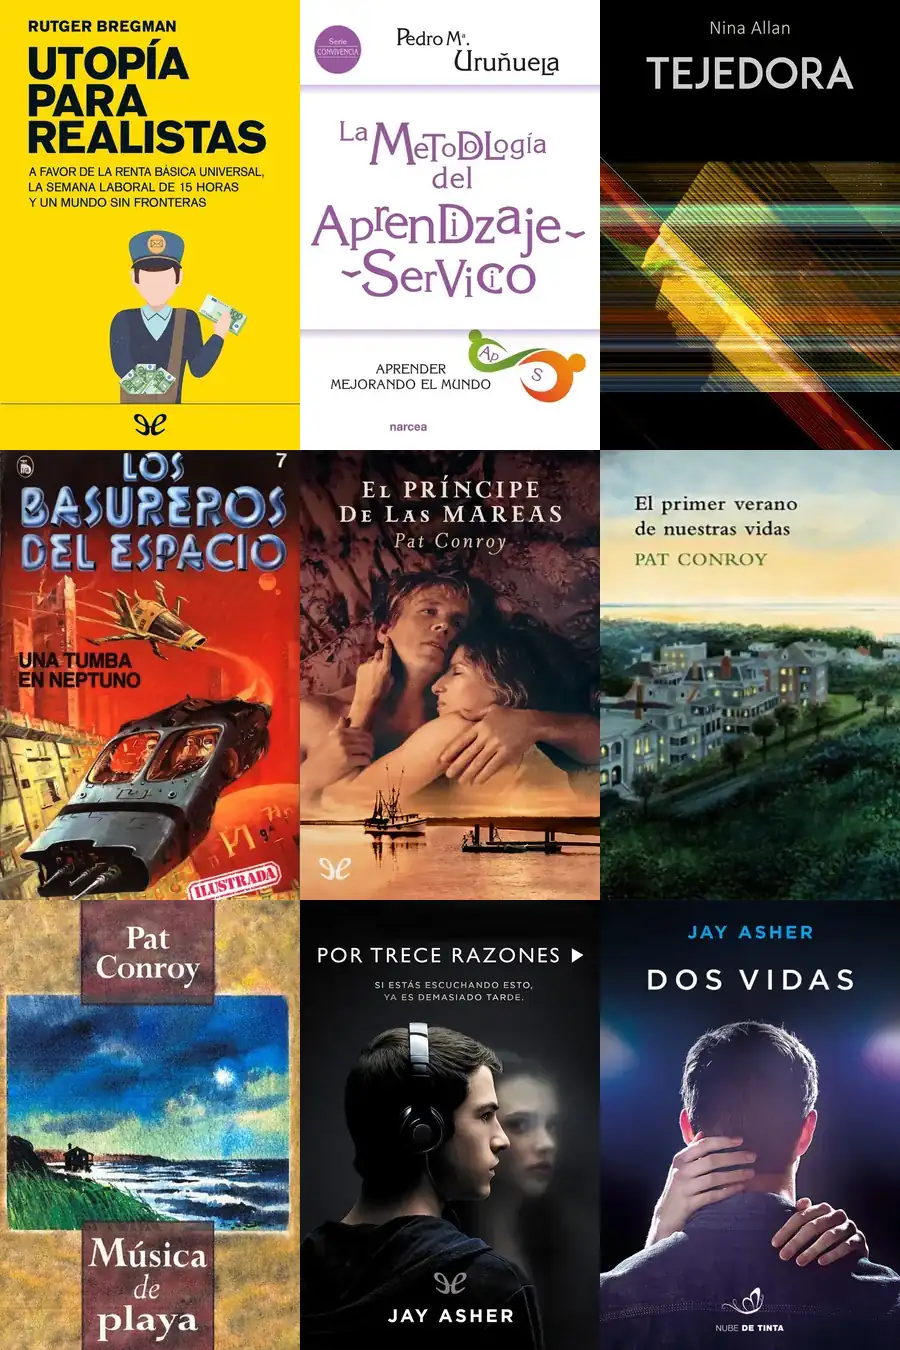 RUTGER BREGMAN
UTOPÍA
PARA
REALISTAS
A FAVOR DE LA RENTA BÁSICA UNIVERSAL,
LA SEMANA LABORAL DE 15 HORAS
Y UN MUNDO SIN FRONTERAS
Serie
CONVIVENCIA
Pedro Mª.
Uruñuela
La Metodología
del
Aprendizaje-
-Servicio
Ap
S
APRENDER
MEJORANDO EL MUNDO
narcea
Nina Allan
TEJEDORA
7
LOS
BASUREROS
DEL ESPACIO
UNA TUMBA
EN NEPTUNO
ILUSTRADA
EL PRÍNCIPE
DE LAS MAREAS
Pat Conroy
El primer verano
de nuestras vidas
PAT CONROY
Pat
Conroy
Música
de
playa
POR TRECE RAZONES
SI ESTÁS ESCUCHANDO ESTO,
YA ES DEMASIADO TARDE.
JAY ASHER
JAY ASHER
DOS VIDAS
NUBE DE TINTA